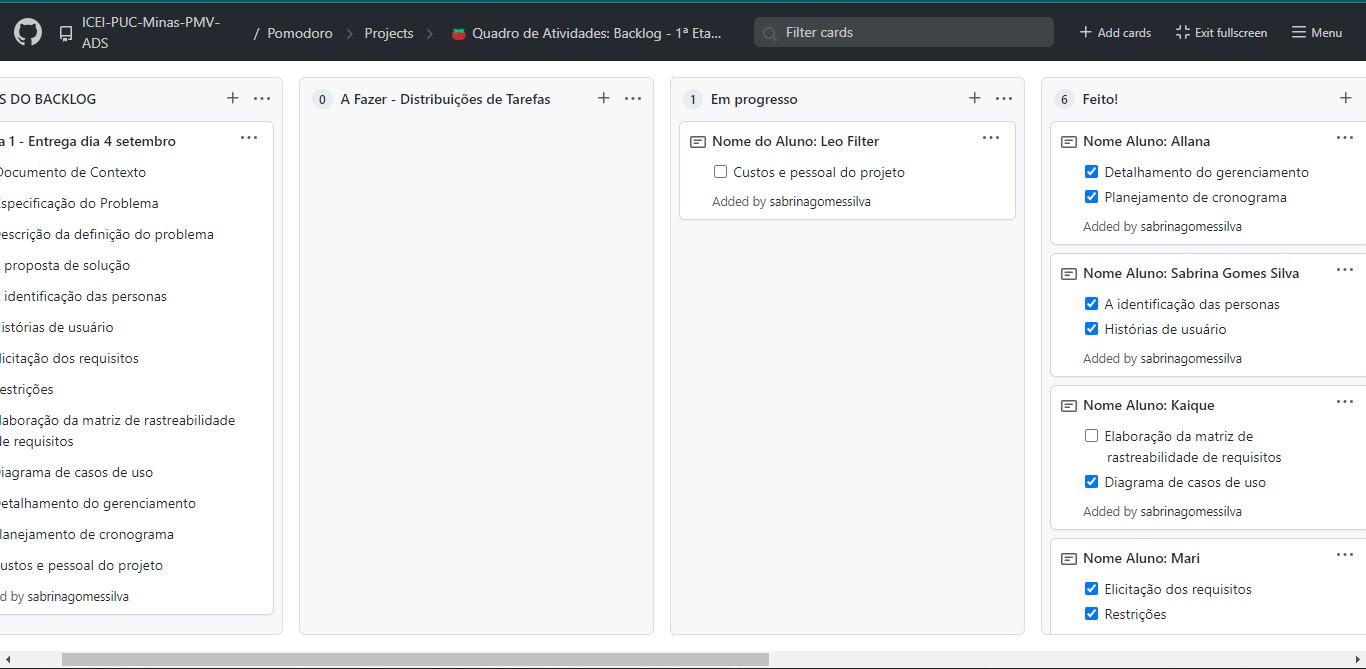 ICEI-PUC-Minas-PMV-
ADS
/ Pomodoro
Projects
Quadro de Atividades: Backlog - 1ª Eta...
Filter cards
Add cards
Exit fullscreen
Menu
S DO BACKLOG
a 1 - Entrega dia 4 setembro
Documento de Contexto
specificação do Problema
escrição da definição do problema
proposta de solução
identificação das personas
istórias de usuário
licitação dos requisitos
estrições
laboração da matriz de rastreabilidade
de requisitos
iagrama de casos de uso
etalhamento do gerenciamento
lanejamento de cronograma
ustos e pessoal do projeto
d by sabrinagomessilva
0 A Fazer - Distribuições de Tarefas
1 Em progresso
Nome do Aluno: Leo Filter
Custos e pessoal do projeto
Added by sabrinagomessilva
6 Feito!
Nome Aluno: Allana
Detalhamento do gerenciamento
Planejamento de cronograma
Added by sabrinagomessilva
Nome Aluno: Sabrina Gomes Silva
A identificação das personas
Histórias de usuário
Added by sabrinagomessilva
Nome Aluno: Kaique
Elaboração da matriz de
rastreabilidade de requisitos
Diagrama de casos de uso
Added by sabrinagomessilva
Nome Aluno: Mari
Elicitação dos requisitos
Restrições